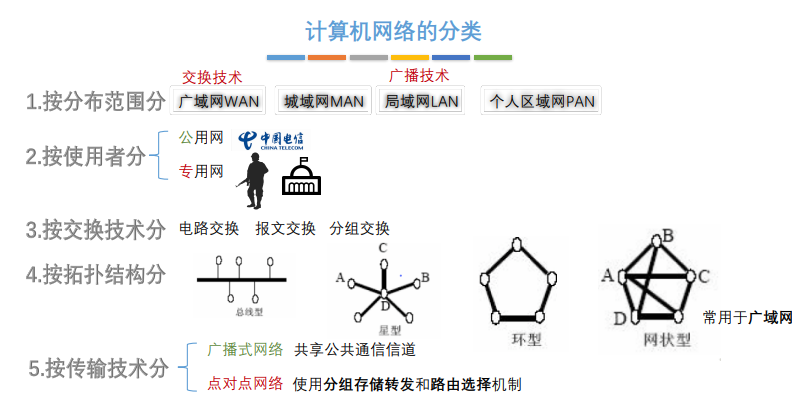 计算机网络的分类
交换技术 广播技术
1.按分布范围分 广域网WAN 城域网MAN 局域网LAN 个人区域网PAN
公用网 中国电信
CHINA TELECOM
2.按使用者分
专用网
3.按交换技术分 电路交换 报文交换 分组交换
4.按拓扑结构分
总线型
A B C D
星型
环型
A B C D
网状型
常用于广域网
广播式网络 共享公共通信信道
5.按传输技术分
点对点网络 使用分组存储转发和路由选择机制